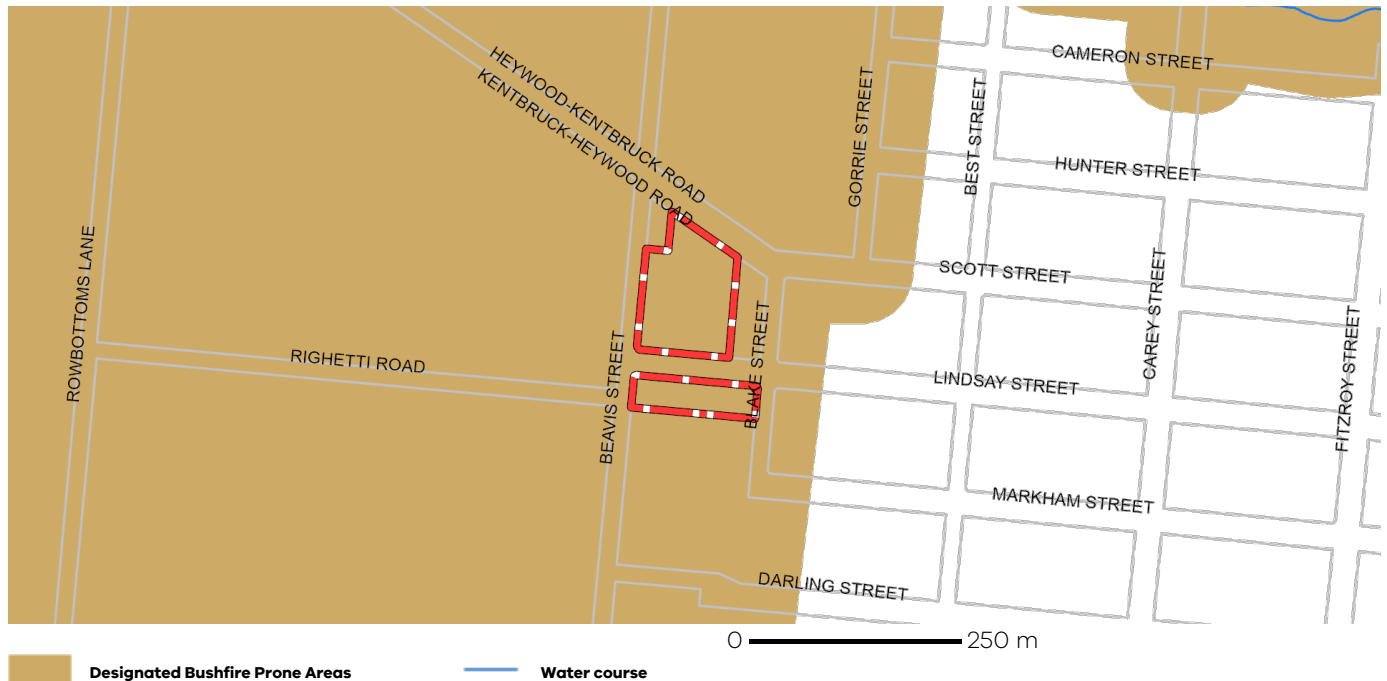 CAMERON STREET
HEYWOOD-KENTBRUCK ROAD
KENTBRUCK-HEYWOOD ROAD
GORRIE STREET
BEST STREET
HUNTER STREET
ROWBOTTOMS LANE
SCOTT STREET
CAREY STREET
FITZROY STREET
BLAKE STREET
RIGHETTI ROAD
BEAVIS STREET
LINDSAY STREET
MARKHAM STREET
DARLING STREET
0 250 m
Designated Bushfire Prone Areas Water course